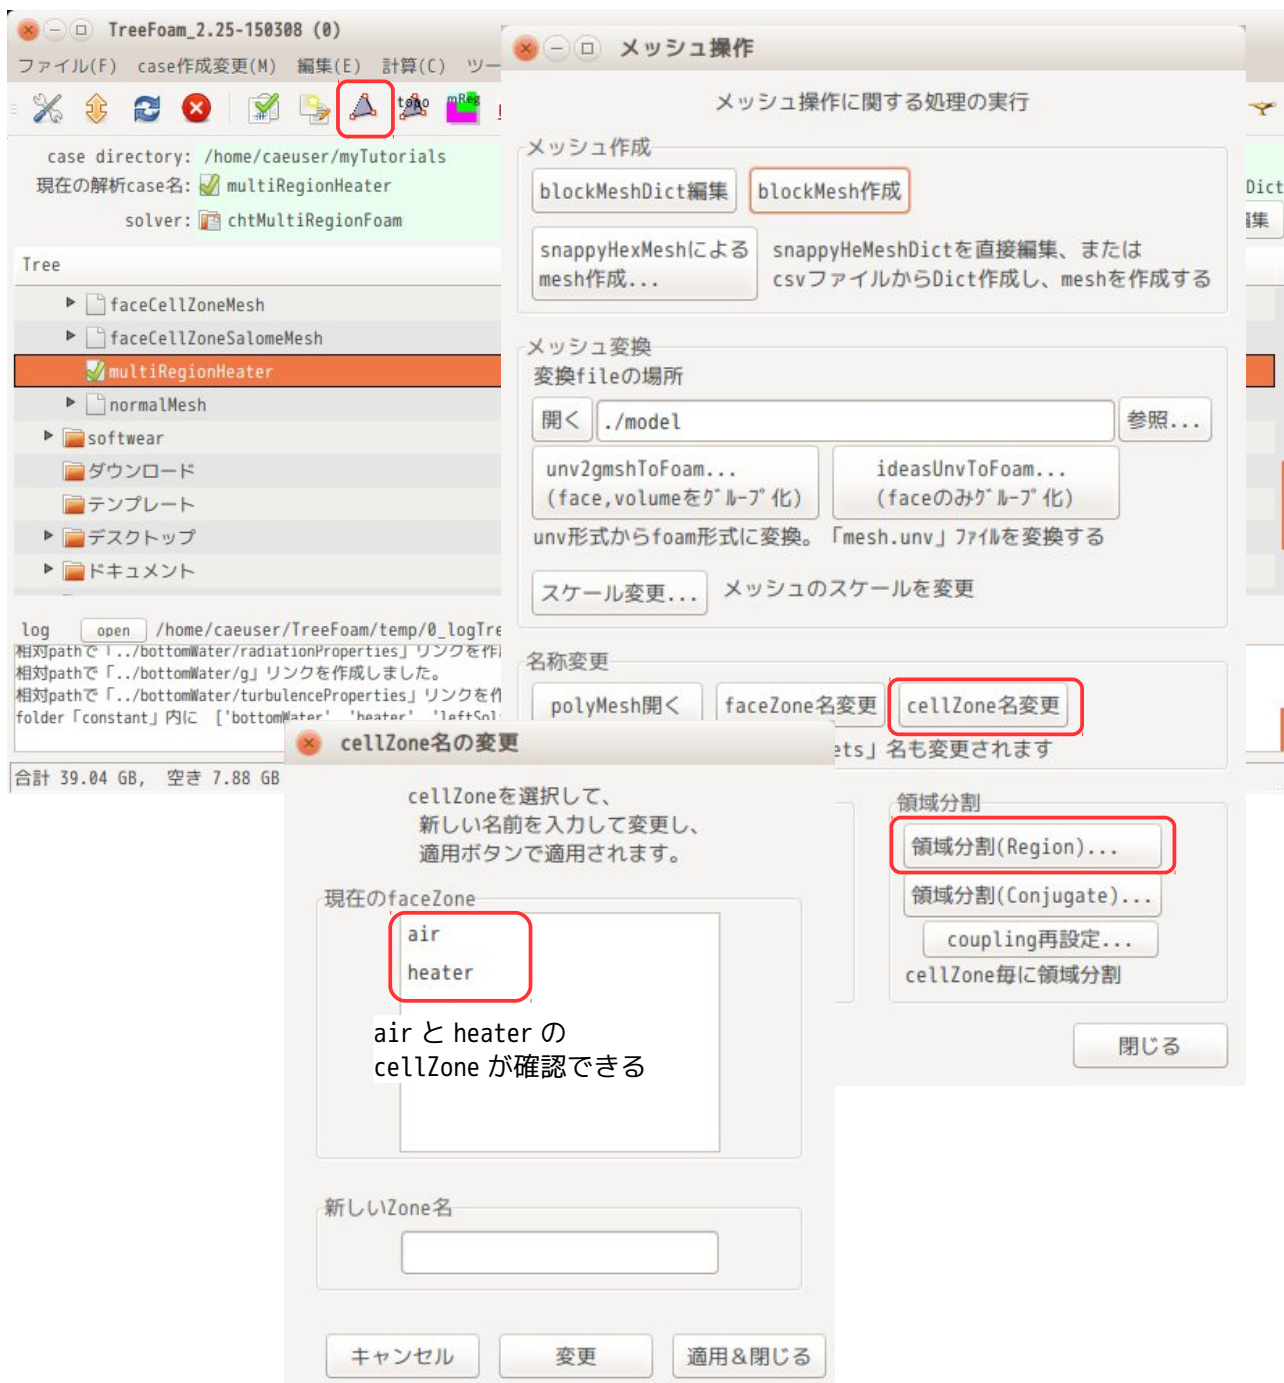 TreeFoam_2.25-150308 (0)
ファイル(F) case作成変更(M) 編集(E) 計算(C) ツー
topo mReg
case directory: /home/caeuser/myTutorials
現在の解析case名: multiRegionHeater
solver: chtMultiRegionFoam
Tree
faceCellZoneMesh
faceCellZoneSalomeMesh
multiRegionHeater
normalMesh
softwear
ダウンロード
テンプレート
デスクトップ
ドキュメント
log open /home/caeuser/TreeFoam/temp/0_logTre
相対pathで「../bottomWater/radiationProperties」リンクを作
相対pathで「../bottomWater/g」リンクを作成しました。
相対pathで「../bottomWater/turbulenceProperties」リンクを作
folder「constant」内に ['bottomWater', 'heater', 'leftSol
合計 39.04 GB, 空き 7.88 GB
Dict
編集
メッシュ操作
メッシュ操作に関する処理の実行
メッシュ作成
blockMeshDict編集 blockMesh作成
snappyHexMeshによる
mesh作成...
snappyHeMeshDictを直接編集、または
csvファイルからDict作成し、meshを作成する
メッシュ変換
変換fileの場所
開く ./model 参照...
unv2gmshToFoam...
(face,volumeをｸﾞﾙｰﾌﾟ化)
ideasUnvToFoam...
(faceのみｸﾞﾙｰﾌﾟ化)
unv形式からfoam形式に変換。「mesh.unv」ﾌｧｲﾙを変換する
スケール変更... メッシュのスケールを変更
名称変更
polyMesh開く faceZone名変更 cellZone名変更
ets」名も変更されます
領域分割
領域分割(Region)...
領域分割(Conjugate)...
coupling再設定...
cellZone毎に領域分割
閉じる
cellZone名の変更
cellZoneを選択して、
新しい名前を入力して変更し、
適用ボタンで適用されます。
現在のfaceZone
air
heater
air と heater の
cellZone が確認できる
新しいZone名
キャンセル 変更 適用&閉じる